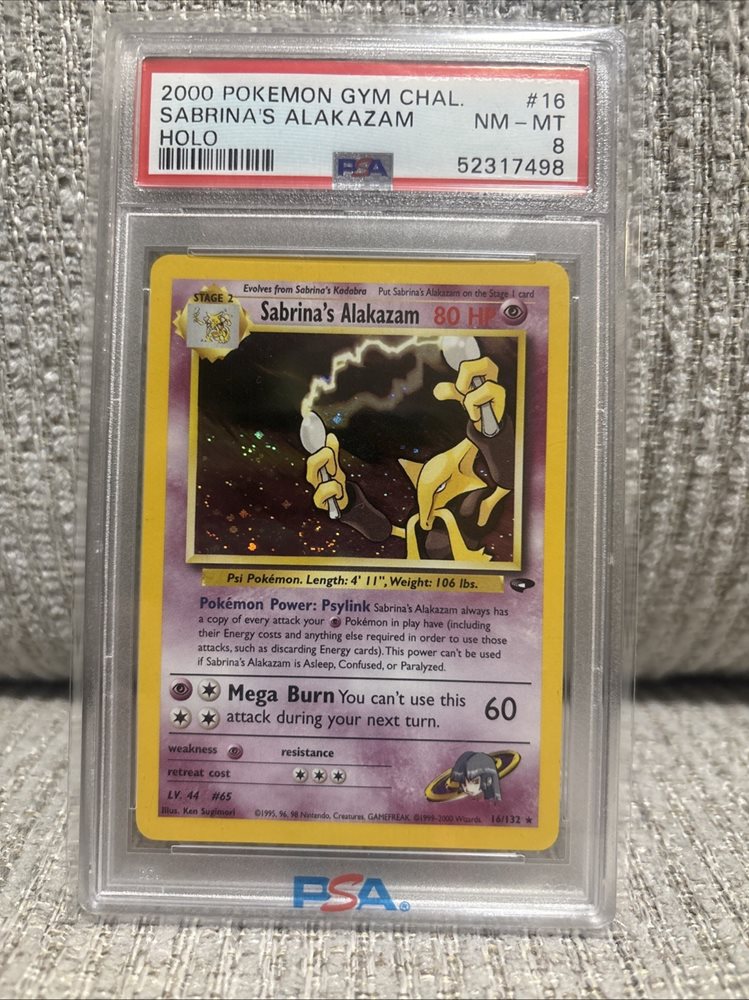 2000 POKEMON GYM CHAL. #16
SABRINA'S ALAKAZAM NM - MT
HOLO 8
PSA 52317498
Evolves from Sabrina's Kadabra Put Sabrina's Alakazam on the Stage 1 card
STAGE 2
Sabrina's Alakazam 80 HP
Psi Pokémon. Length: 4' 11", Weight: 106 lbs.
Pokémon Power: Psylink Sabrina's Alakazam always has
a copy of every attack your Pokémon in play have (including
their Energy costs and anything else required in order to use those
attacks, such as discarding Energy cards). This power can't be used
if Sabrina's Alakazam is Asleep, Confused, or Paralyzed.
Mega Burn You can't use this 60
attack during your next turn.
weakness resistance
retreat cost
LV. 44 #65
Illus. Ken Sugimori ©1995, 96, 98 Nintendo, Creatures, GAMEFREAK. ©1999-2000 Wizards. 16/132 ★
PSA®